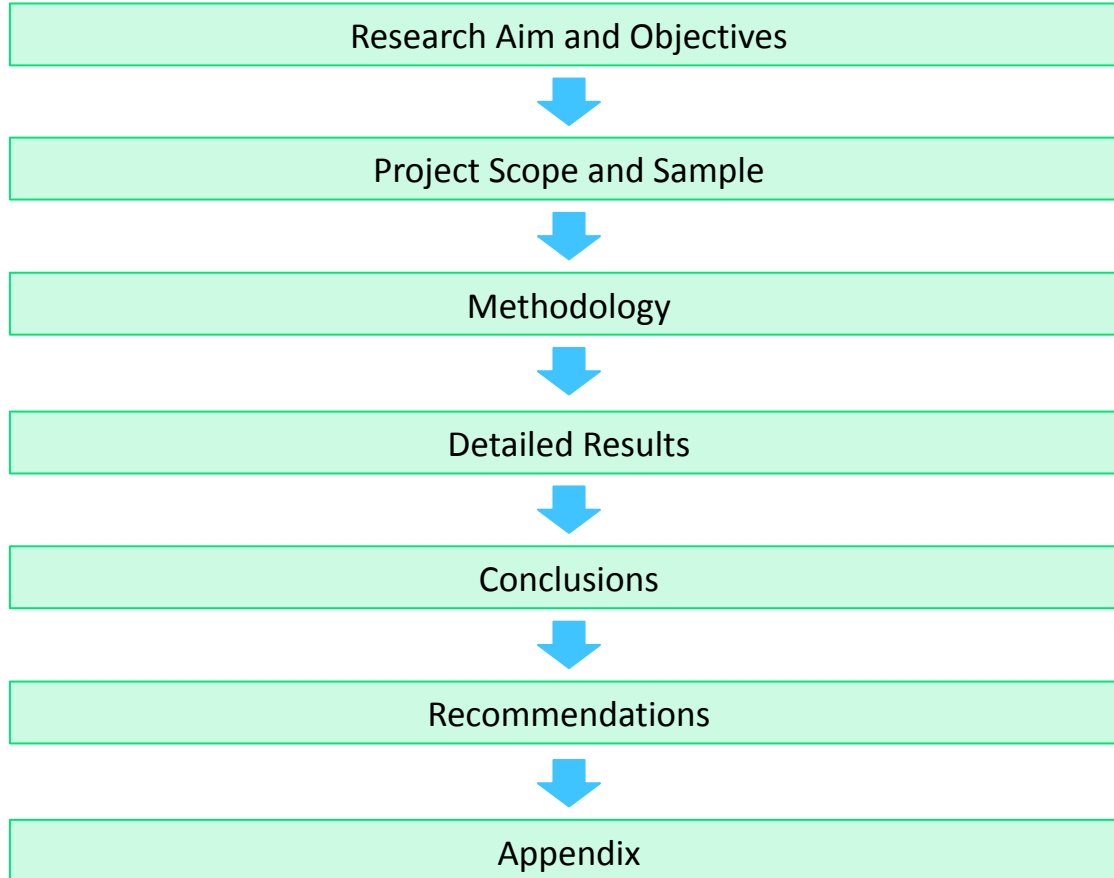 Research Aim and Objectives
Project Scope and Sample
Methodology
Detailed Results
Conclusions
Recommendations
Appendix